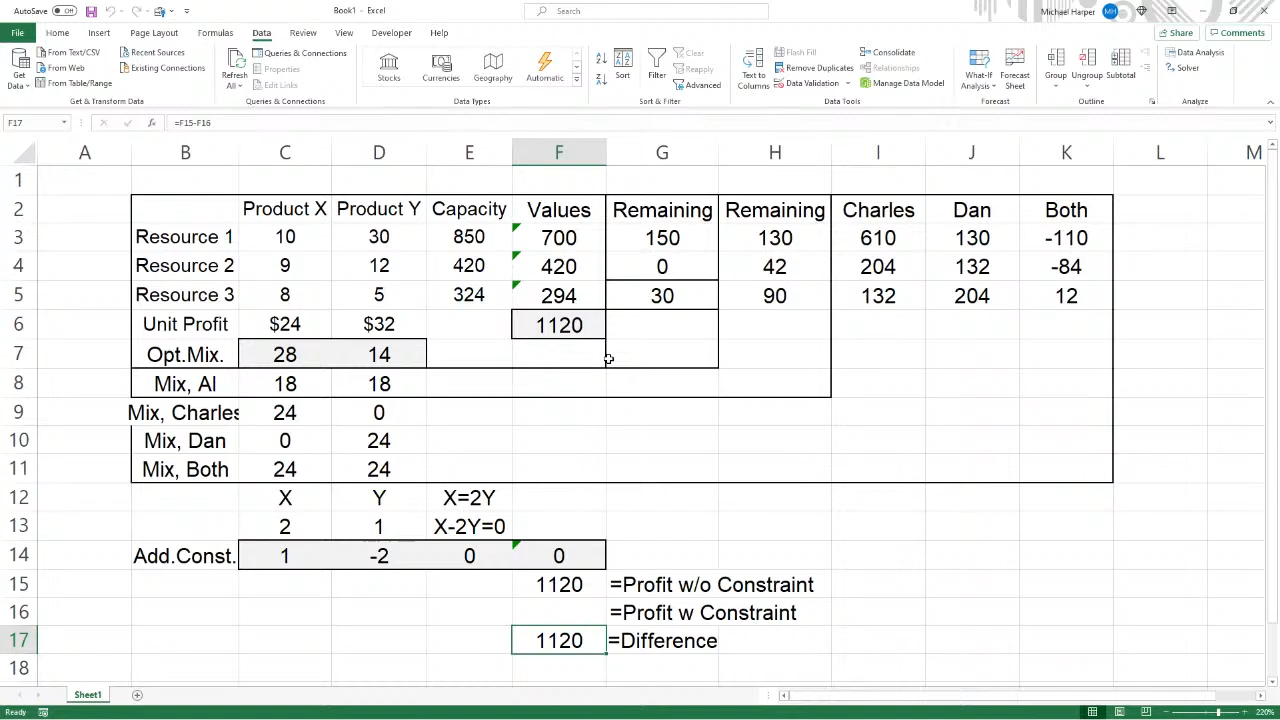 AutoSave Off Book1 - Excel Search Michael Harper MH
File Home Insert Page Layout Formulas Data Review View Developer Help Share Comments
Get Data From Text/CSV From Web From Table/Range Recent Sources Existing Connections
Refresh All Queries & Connections Properties Edit Links
Stocks Currencies Geography Automatic
Sort Filter Clear Reapply Advanced
Text to Columns Flash Fill Remove Duplicates Data Validation Consolidate Relationships Manage Data Model
What-If Analysis Forecast Sheet Group Ungroup Subtotal Data Analysis Solver
Get & Transform Data Queries & Connections Data Types Sort & Filter Data Tools Forecast Outline Analyze
F17 fx =F15-F16
A B C D E F G H I J K L M
1
2 Product X Product Y Capacity Values Remaining Remaining Charles Dan Both
3 Resource 1 10 30 850 700 150 130 610 130 -110
4 Resource 2 9 12 420 420 0 42 204 132 -84
5 Resource 3 8 5 324 294 30 90 132 204 12
6 Unit Profit $24 $32 1120
7 Opt.Mix. 28 14
8 Mix, Al 18 18
9 Mix, Charles 24 0
10 Mix, Dan 0 24
11 Mix, Both 24 24
12 X Y X=2Y
13 2 1 X-2Y=0
14 Add.Const. 1 -2 0 0
15 1120 =Profit w/o Constraint
16 =Profit w Constraint
17 1120 =Difference
18
Sheet1
Ready 220%